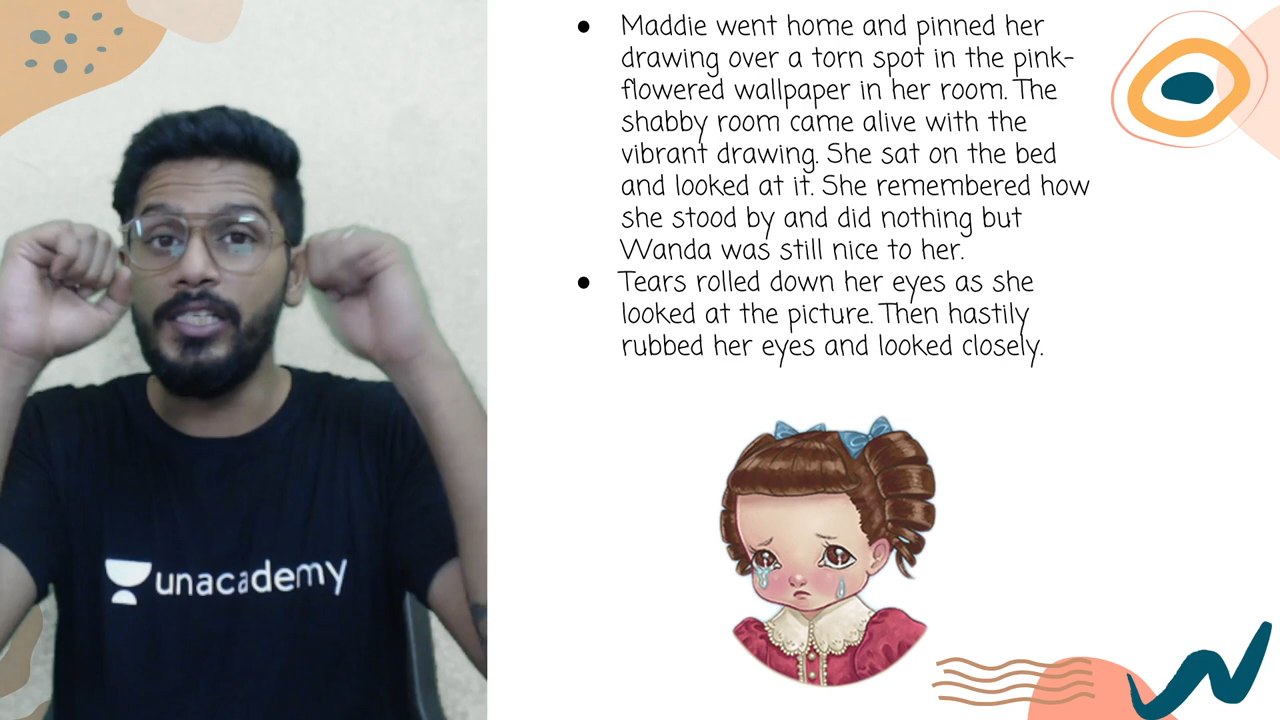 Maddie went home and pinned her
drawing over a torn spot in the pink-
flowered wallpaper in her room. The
shabby room came alive with the
vibrant drawing. She sat on the bed
and looked at it. She remembered how
she stood by and did nothing but
Wanda was still nice to her.
Tears rolled down her eyes as she
looked at the picture. Then hastily
rubbed her eyes and looked closely.
unacademy